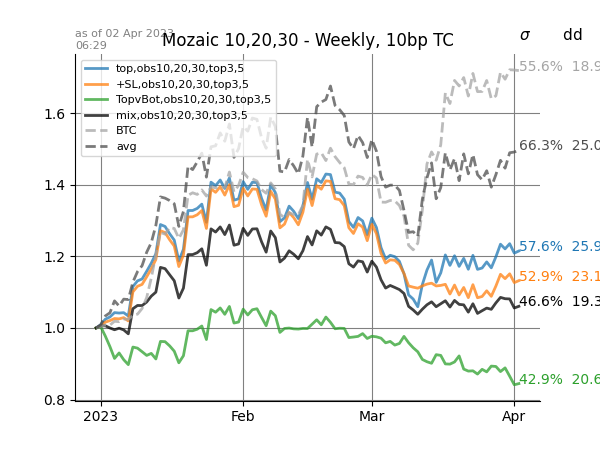 as of 02 Apr 2023
06:29
Mozaic 10,20,30 - Weekly, 10bp TC
σ dd
top,obs10,20,30,top3,5
+SL,obs10,20,30,top3,5
TopvBot,obs10,20,30,top3,5
mix,obs10,20,30,top3,5
BTC
avg
55.6% 18.9
66.3% 25.0
57.6% 25.9
52.9% 23.1
46.6% 19.3
42.9% 20.6
1.6
1.4
1.2
1.0
0.8
2023 Feb Mar Apr